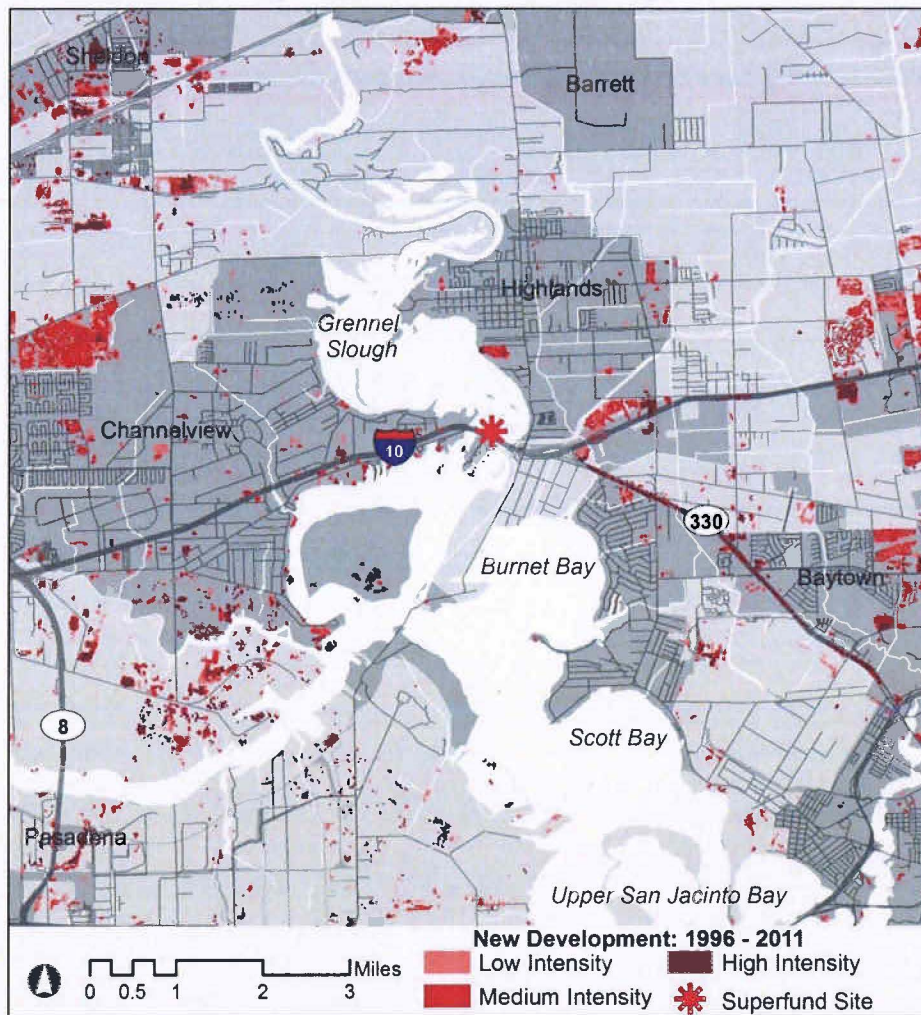 Sheldon
Barrett
Highlands
Grennel
Slough
Channelview
10
330
Burnet Bay
Baytown
8
Scott Bay
Pasadena
Upper San Jacinto Bay
New Development: 1996 - 2011
Miles
0 0.5 1 2 3
Low Intensity
High Intensity
Medium Intensity
Superfund Site